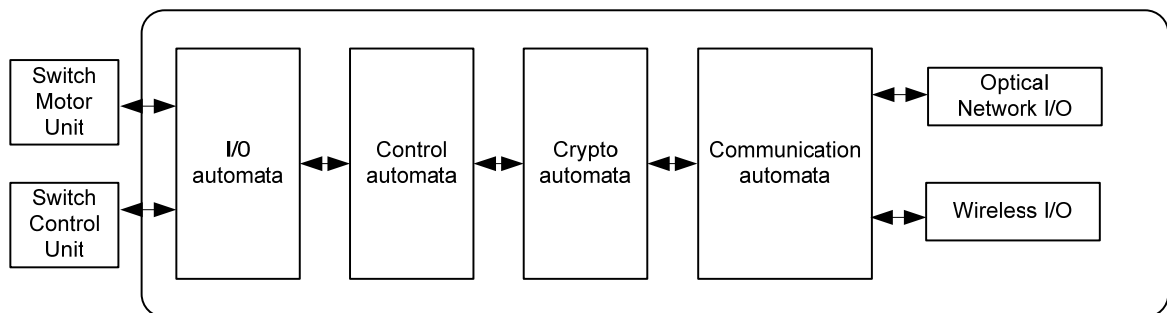 Switch
Motor
Unit
Switch
Control
Unit
I/0
automata
Control
automata
Crypto
automata
Communication
automata
Optical
Network I/O
Wireless I/O